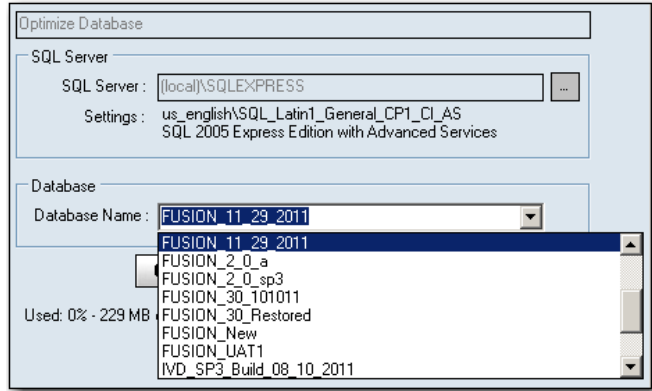 Optimize Database
SQL Server
SQL Server : (local)\SQLEXPRESS ...
Settings : us_english\SQL_Latin1_General_CP1_CI_AS
SQL 2005 Express Edition with Advanced Services
Database
Database Name : FUSION_11_29_2011
FUSION_11_29_2011
FUSION_2_0_a
FUSION_2_0_sp3
FUSION_30_101011
FUSION_30_Restored
FUSION_New
FUSION_UAT1
IVD_SP3_Build_08_10_2011
Used: 0% - 229 MB